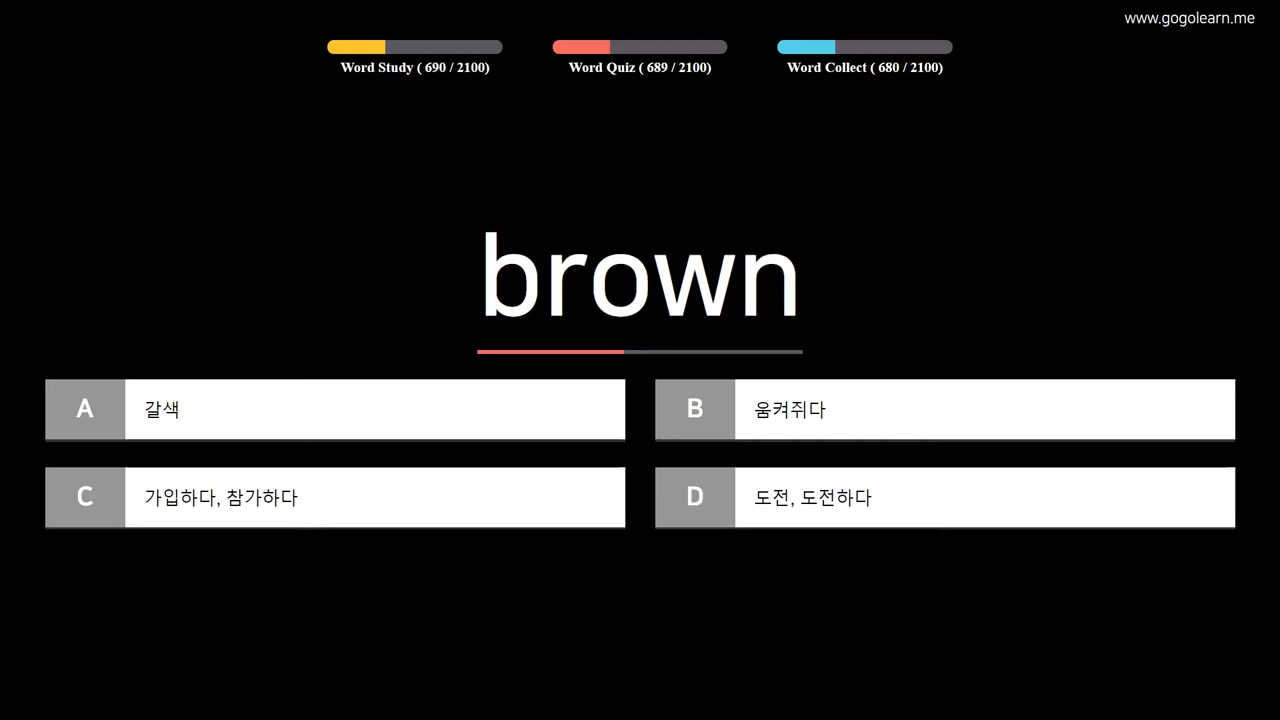 www.gogolearn.me
Word Study ( 690 / 2100)
Word Quiz ( 689 / 2100)
Word Collect ( 680 / 2100)
brown
A 갈색
B 움켜쥐다
C 가입하다, 참가하다
D 도전, 도전하다